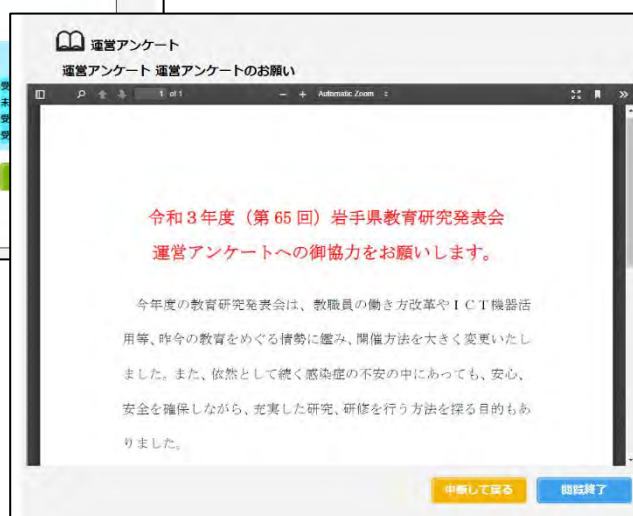 運営アンケート
運営アンケート 運営アンケートのお願い
受
未
受
受
1 of 1
Automatic Zoom
令和３年度（第 65 回）岩手県教育研究発表会
運営アンケートへの御協力をお願いします。
今年度の教育研究発表会は、教職員の働き方改革やＩＣＴ機器活
用等、昨今の教育をめぐる情勢に鑑み、開催方法を大きく変更いたし
ました。また、依然として続く感染症の不安の中にあっても、安心、
安全を確保しながら、充実した研究、研修を行う方法を探る目的もあ
りました。
中断して戻る 閲覧終了